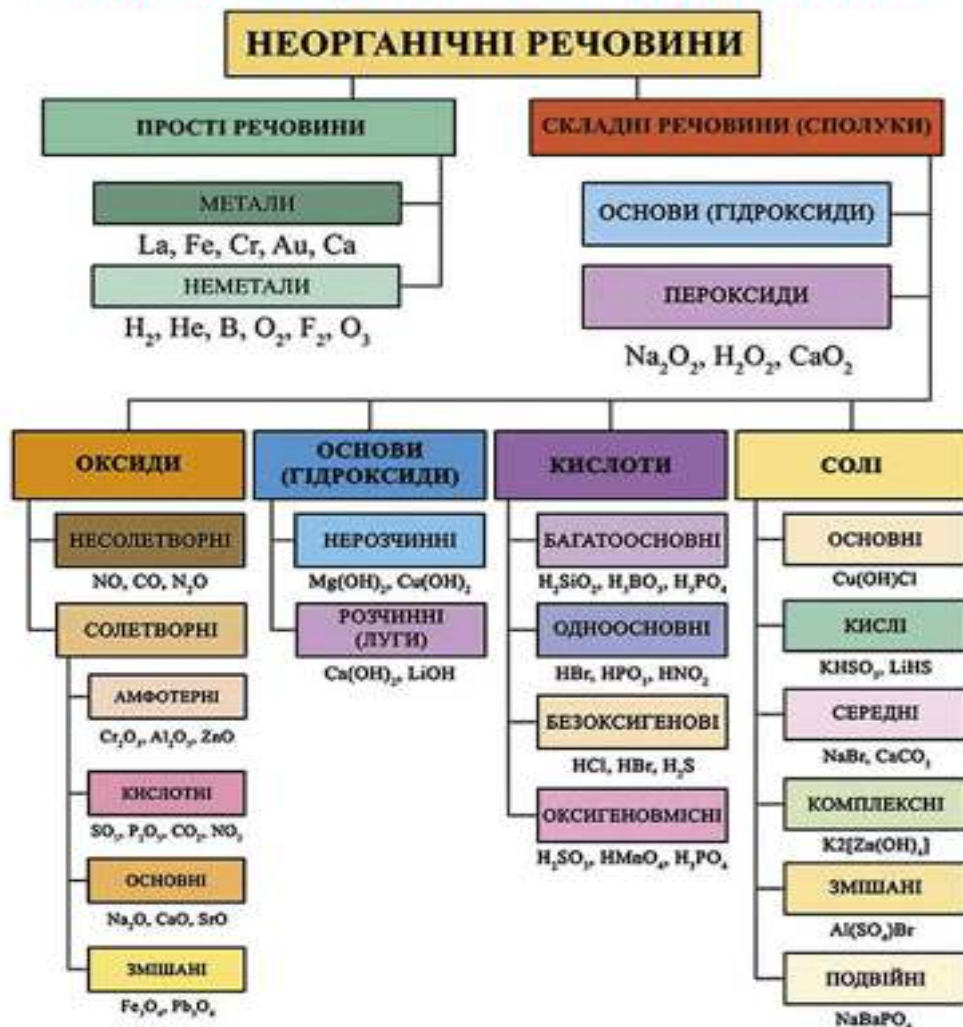 НЕОРГАНІЧНІ РЕЧОВИНИ
ПРОСТІ РЕЧОВИНИ
СКЛАДНІ РЕЧОВИНИ (СПОЛУКИ)
МЕТАЛИ
La, Fe, Cr, Au, Ca
НЕМЕТАЛИ
H₂, He, B, O₂, F₂, O₃
ОСНОВИ (ГІДРОКСИДИ)
ПЕРОКСИДИ
Na₂O₂, H₂O₂, CaO₂
ОКСИДИ
НЕСОЛЕТВОРНІ
NO, CO, N₂O
СОЛЕТВОРНІ
АМФОТЕРНІ
Cr₂O₃, Al₂O₃, ZnO
КИСЛОТНІ
SO₃, P₂O₅, CO₂, NO₂
ОСНОВНІ
Na₂O, CaO, SrO
ЗМІШАНІ
Fe₃O₄, Pb₃O₄
ОСНОВИ
(ГІДРОКСИДИ)
НЕРОЗЧИННІ
Mg(OH)₂, Cu(OH)₂
РОЗЧИННІ
(ЛУГИ)
Ca(OH)₂, LiOH
КИСЛОТИ
БАГАТООСНОВНІ
H₃BO₃, H₃PO₄
ОДНООСНОВНІ
HBr, HPO₃, HNO₂
БЕЗОКСИГЕНОВІ
HCl, HBr, H₂S
ОКСИГЕНОВМІСНІ
H₂SO₃, HMnO₄, H₃PO₄
СОЛІ
ОСНОВНІ
Cu(OH)Cl
КИСЛІ
KHSO₃, LiHS
СЕРЕДНІ
NaBr, CaCO₃
КОМПЛЕКСНІ
K2[Zn(OH)₄]
ЗМІШАНІ
Al(SO₄)Br
ПОДВІЙНІ
NaBaPO₄